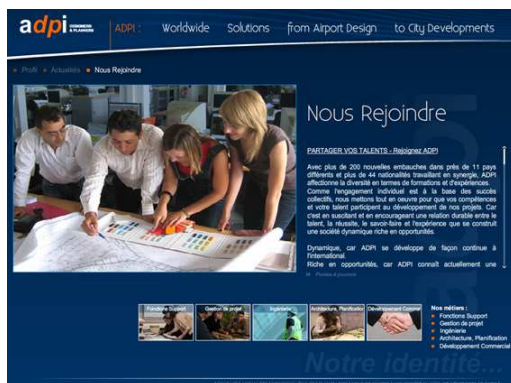 adpi DESIGNERS & PLANNERS
ADPI : Worldwide Solutions from Airport Design to City Developments
Profil Actualités Nous Rejoindre
Nous Rejoindre
PARTAGER VOS TALENTS - Rejoignez ADPI
Avec plus de 200 nouvelles embauches dans près de 11 pays
différents et plus de 44 nationalités travaillant en synergie, ADPI
affectionne la diversité en termes de formations et d'expériences.
Comme l'engagement individuel est à la base des succès
collectifs, nous mettons tout en oeuvre pour que vos compétences
et votre talent participent au développement de nos projets. Car
c'est en suscitant et en encourageant une relation durable entre le
talent, la réussite, le savoir-faire et l'expérience que se construit
une société dynamique riche en opportunités.
Dynamique, car ADPI se développe de façon continue à
l'international.
Riche en opportunités, car ADPI connaît actuellement une
Postes à pourvoir
Fonctions Support
Gestion de projet
Ingénierie
Architecture, Planification
Développement Commer
Nos métiers :
Fonctions Support
Gestion de projet
Ingénierie
Architecture, Planification
Développement Commercial
Notre identité...